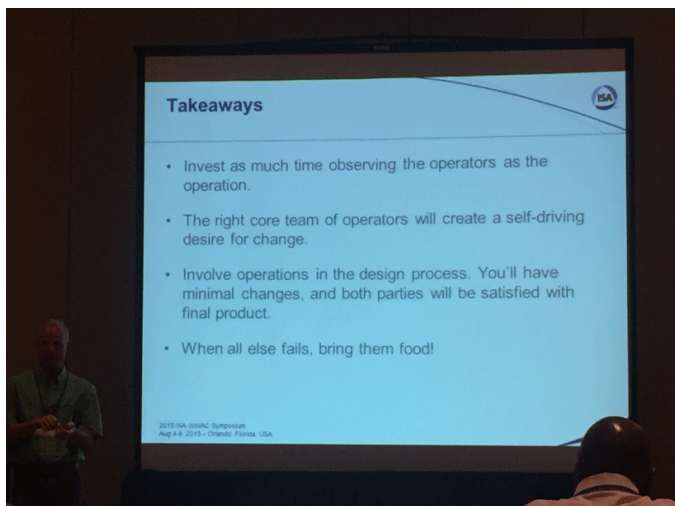 Takeaways
ISA
• Invest as much time observing the operators as the
operation.
• The right core team of operators will create a self-driving
desire for change.
• Involve operations in the design process. You'll have
minimal changes, and both parties will be satisfied with
final product.
• When all else fails, bring them food!
2015 ISA WWAC Symposium
Aug 4-6, 2015 – Orlando, Florida, USA